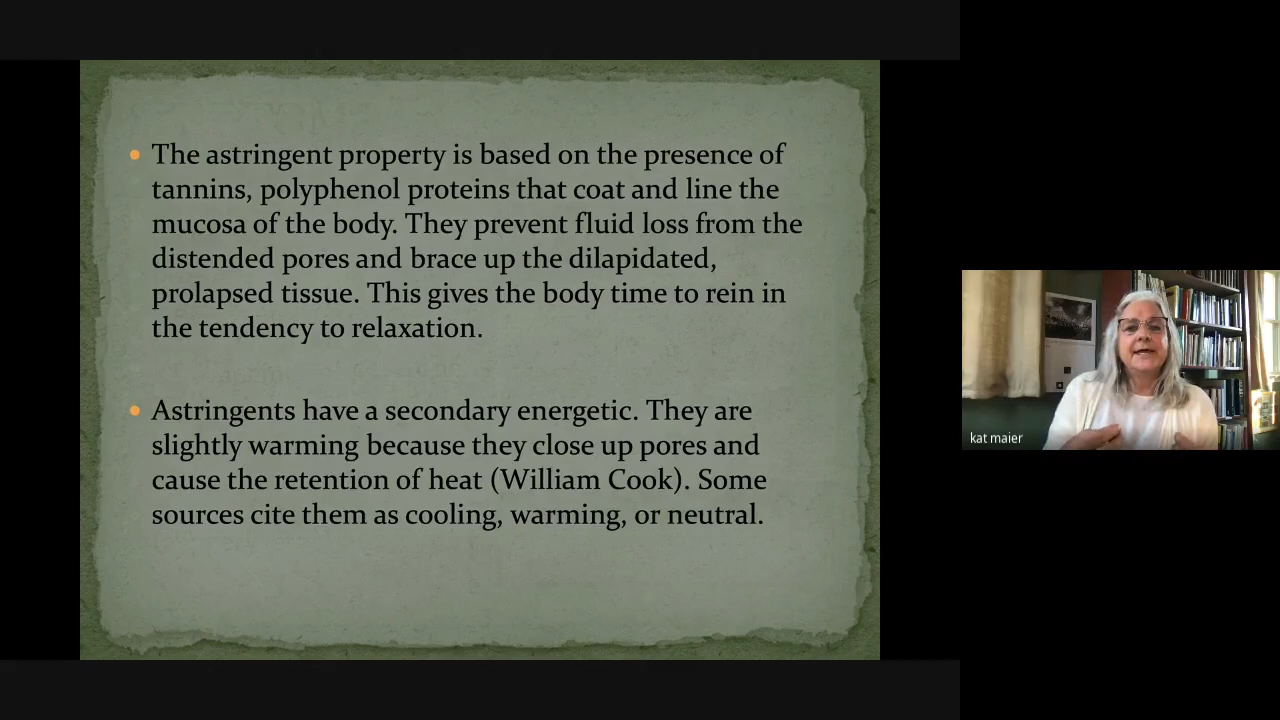 The astringent property is based on the presence of
tannins, polyphenol proteins that coat and line the
mucosa of the body. They prevent fluid loss from the
distended pores and brace up the dilapidated,
prolapsed tissue. This gives the body time to rein in
the tendency to relaxation.
Astringents have a secondary energetic. They are
slightly warming because they close up pores and
cause the retention of heat (William Cook). Some
sources cite them as cooling, warming, or neutral.
kat maier